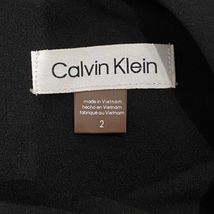 Calvin Klein
made in Vietnam
hecho en Vietnam
fabriqué au Vietnam
2